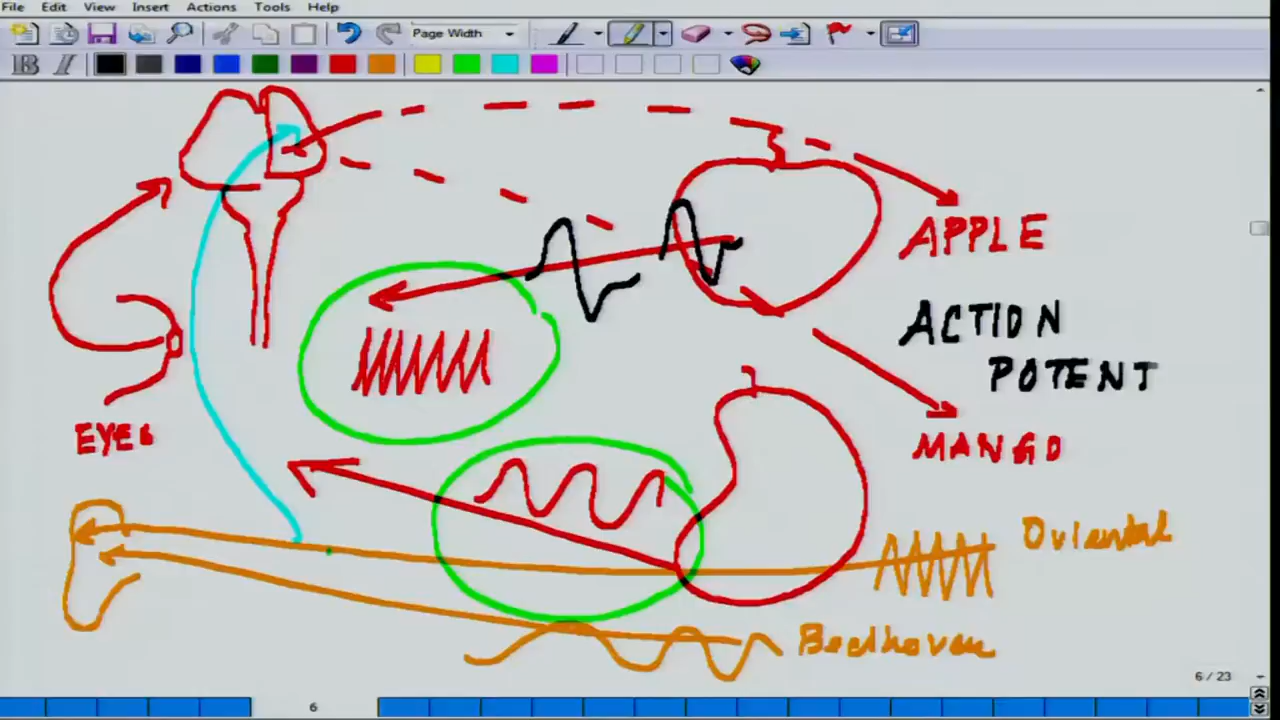 File Edit View Insert Actions Tools Help
Page Width
B I
APPLE
ACTION
POTENT
EYES
MANGO
Oriental
Beethoven
6 / 23
6